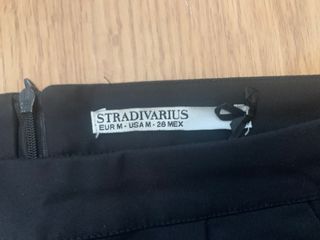 STRADIVARIUS
EUR M - USA M - 28 MEX